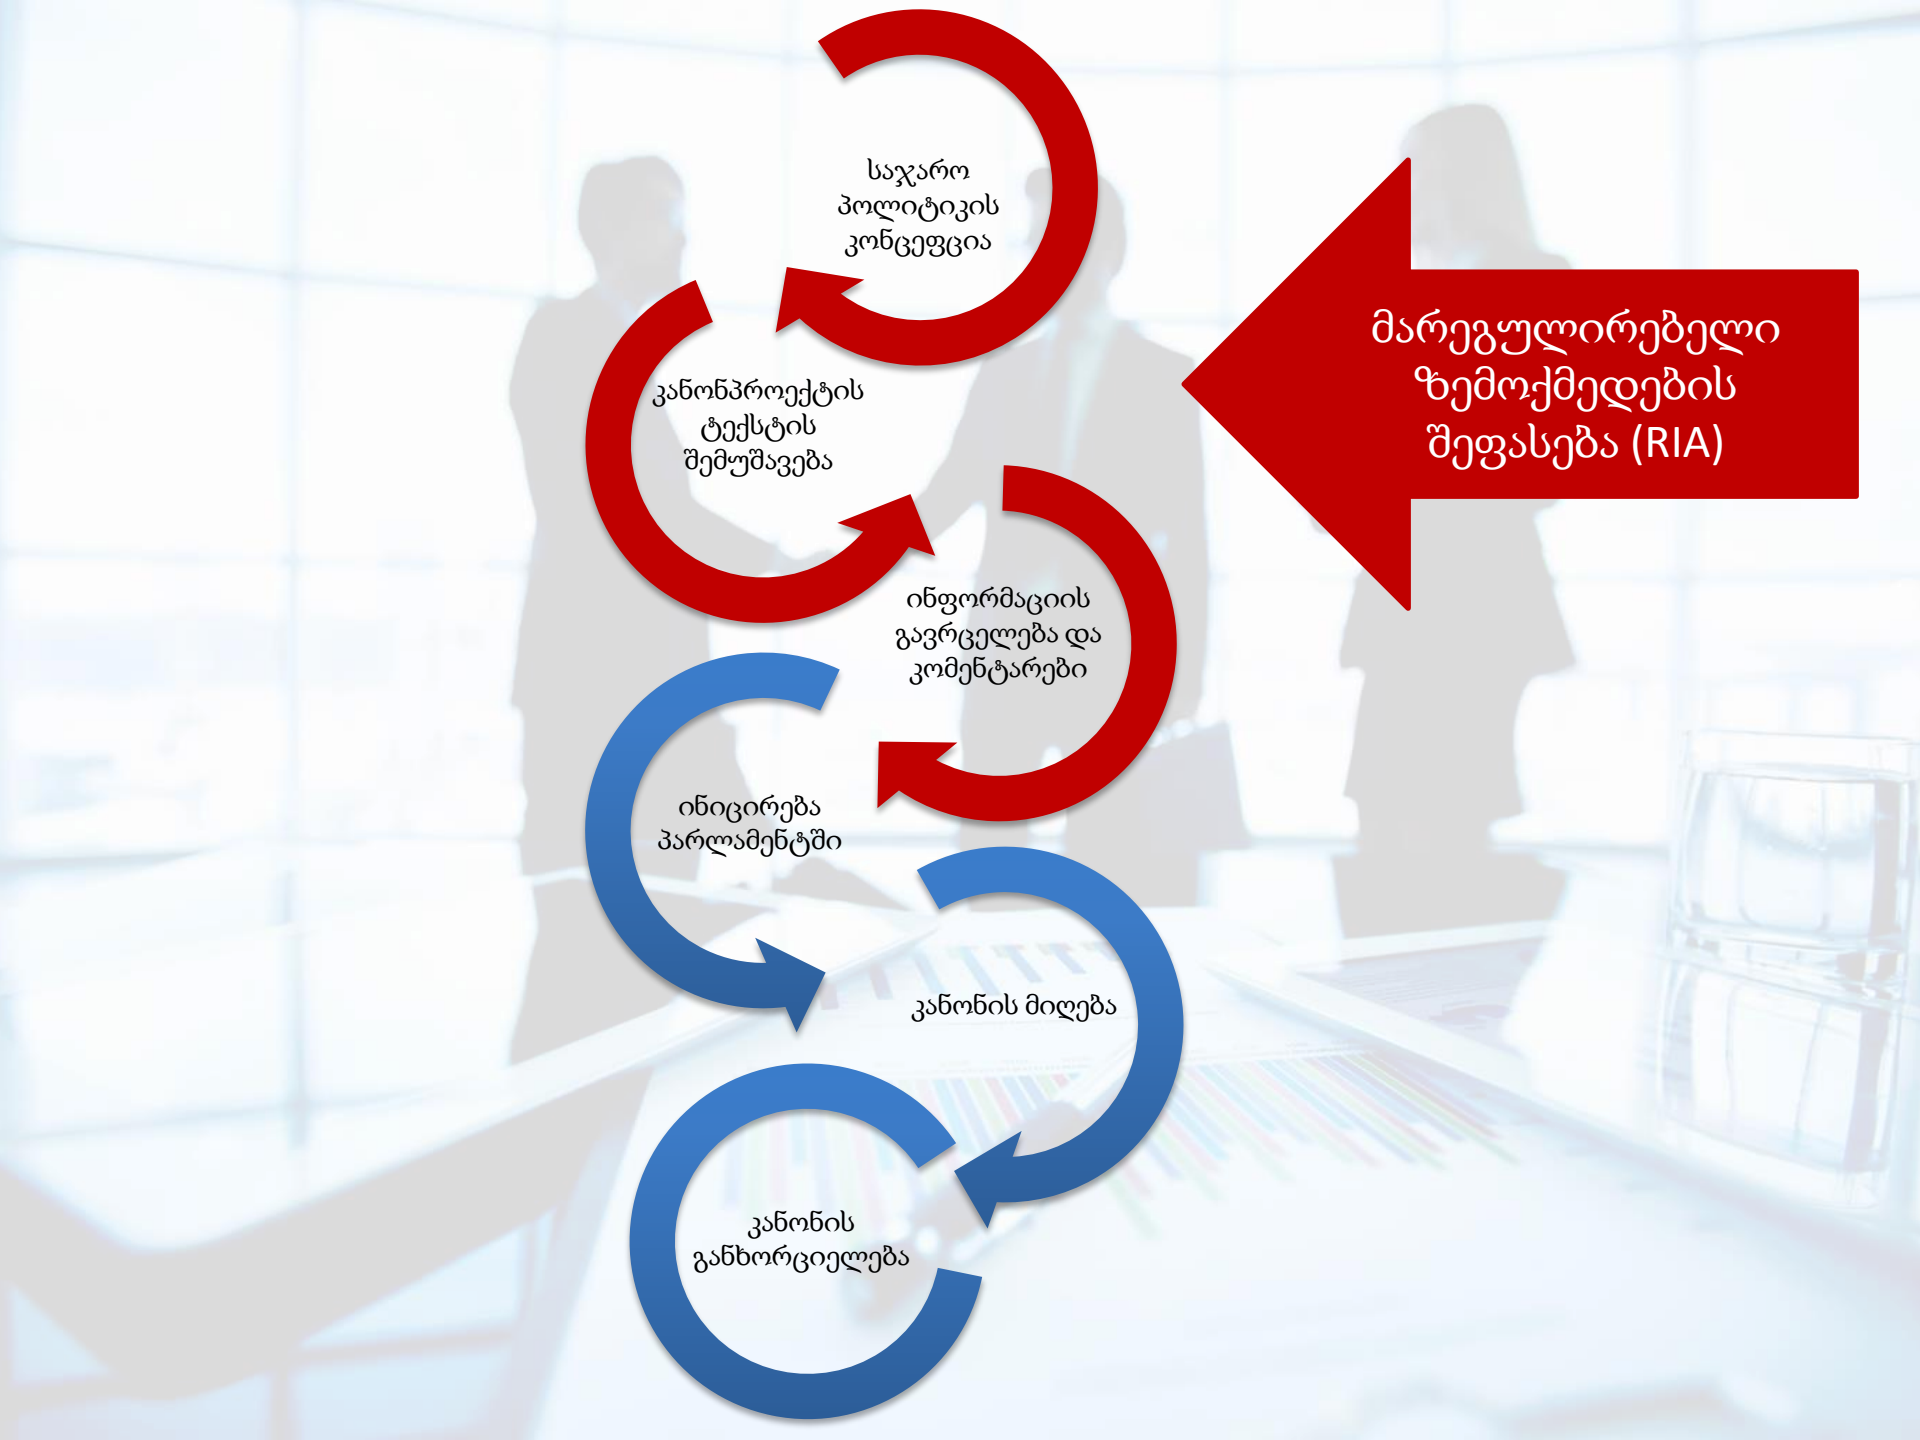 საჯარო
პოლიტიკის
კონცეფცია
კანონპროექტის
ტექსტის
შემუშავება
ინფორმაციის
გავრცელება და
კომენტარები
ინიცირება
პარლამენტში
კანონის მიღება
კანონის
განხორციელება
მარეგულირებელი
ზემოქმედების
შეფასება (RIA)